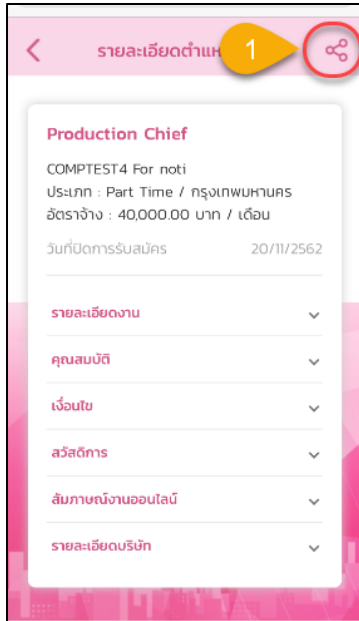 รายละเอียดตำแห
1
Production Chief
COMPTEST4 For noti
ประเภท : Part Time / กรุงเทพมหานคร
อัตราจ้าง : 40,000.00 บาท / เดือน
วันที่ปิดการรับสมัคร 20/11/2562
รายละเอียดงาน
คุณสมบัติ
เงื่อนไข
สวัสดิการ
สัมภาษณ์งานออนไลน์
รายละเอียดบริษัท